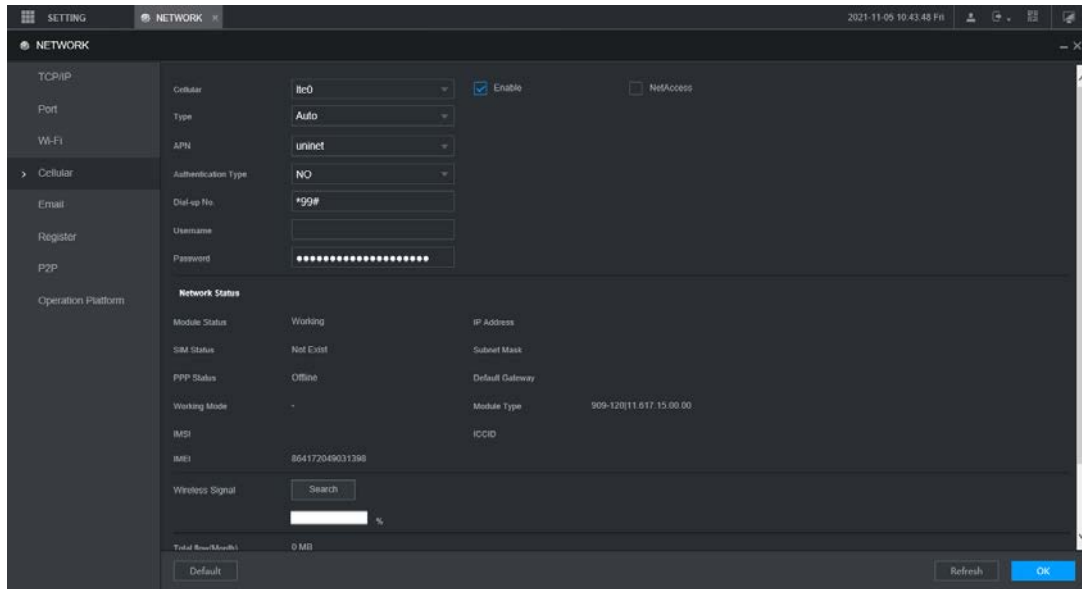 SETTING NETWORK × 2021-11-05 10:43:48 Fri
NETWORK
TCP/IP
Port
Wi-Fi
Cellular
Email
Register
P2P
Operation Platform
Cellular lte0 Enable NetAccess
Type Auto
APN uninet
Authentication Type NO
Dial-up No. *99#
Username
Password ●●●●●●●●●●●●●●●●●●●●
Network Status
Module Status Working IP Address
SIM Status Not Exist Subnet Mask
PPP Status Offline Default Gateway
Working Mode - Module Type 909-120|11.617.15.00.00
IMSI ICCID
IMEI 864172049031398
Wireless Signal Search
%
Total flow(Month) 0 MB
Default Refresh OK